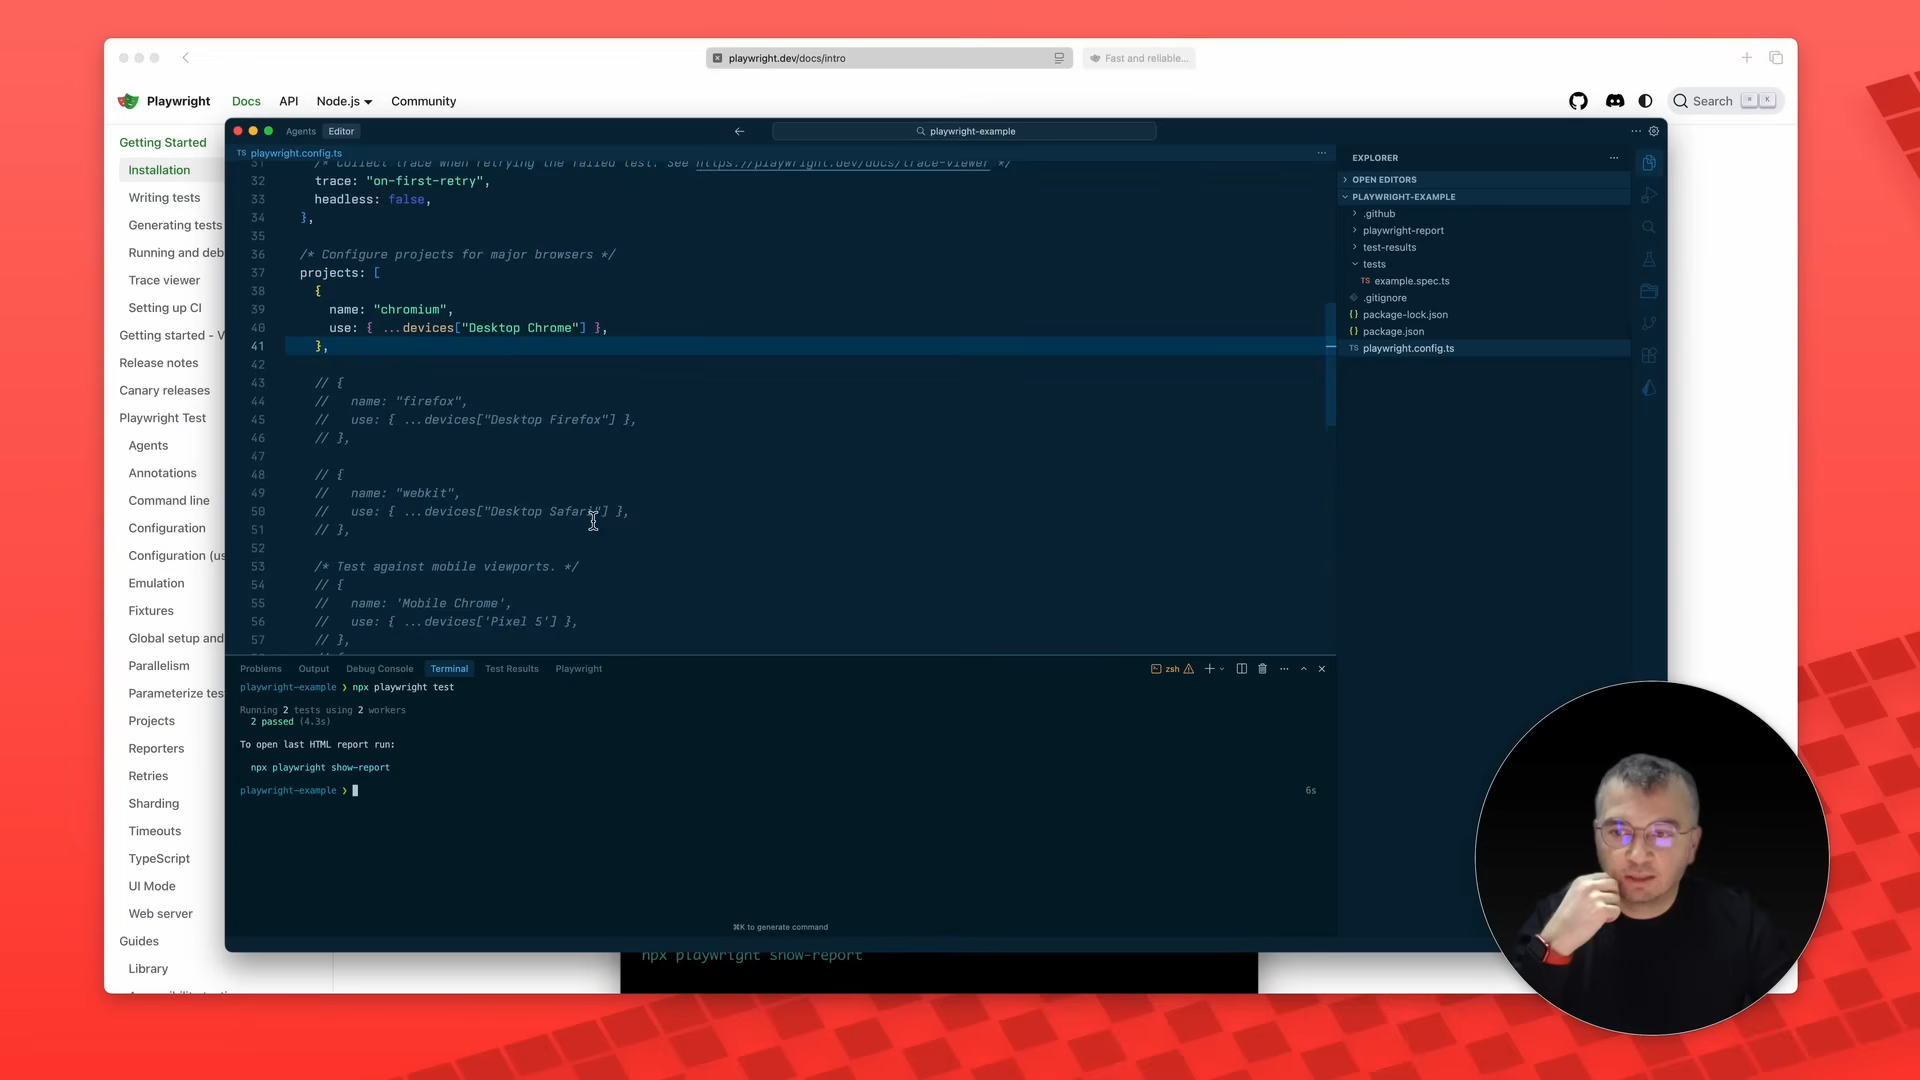 playwright.dev/docs/intro
Fast and reliable...
Playwright
Docs
API
Node.js
Community
Search
Getting Started
Installation
Writing tests
Generating tests
Running and deb
Trace viewer
Setting up CI
Getting started - V
Release notes
Canary releases
Playwright Test
Agents
Annotations
Command line
Configuration
Configuration (us
Emulation
Fixtures
Global setup and
Parallelism
Parameterize tes
Projects
Reporters
Retries
Sharding
Timeouts
TypeScript
UI Mode
Web server
Guides
Library
Agents
Editor
playwright-example
TS playwright.config.ts
31 /* Collect trace when retrying the failed test. See https://playwright.dev/docs/trace-viewer */
32 trace: "on-first-retry",
33 headless: false,
34 },
35
36 /* Configure projects for major browsers */
37 projects: [
38 {
39 name: "chromium",
40 use: { ...devices["Desktop Chrome"] },
41 },
42
43 // {
44 //   name: "firefox",
45 //   use: { ...devices["Desktop Firefox"] },
46 // },
47
48 // {
49 //   name: "webkit",
50 //   use: { ...devices["Desktop Safari"] },
51 // },
52
53 /* Test against mobile viewports. */
54 // {
55 //   name: 'Mobile Chrome',
56 //   use: { ...devices['Pixel 5'] },
57 // },
EXPLORER
OPEN EDITORS
PLAYWRIGHT-EXAMPLE
.github
playwright-report
test-results
tests
TS example.spec.ts
.gitignore
{} package-lock.json
{} package.json
TS playwright.config.ts
Problems
Output
Debug Console
Terminal
Test Results
Playwright
zsh
playwright-example ❯ npx playwright test
Running 2 tests using 2 workers
2 passed (4.3s)
To open last HTML report run:
npx playwright show-report
playwright-example ❯
6s
⌘K to generate command
npx playwright show-report